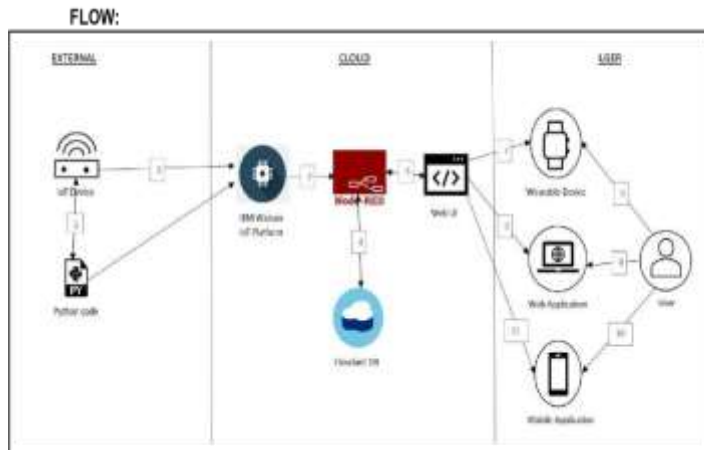 FLOW:
EXTERNAL
CLOUD
USER
IoT Device
IBM Watson
IoT Platform
Node-RED
Web UI
Wearable Device
Python code
Cloudant DB
Web Application
User
Mobile Application
PY
</>